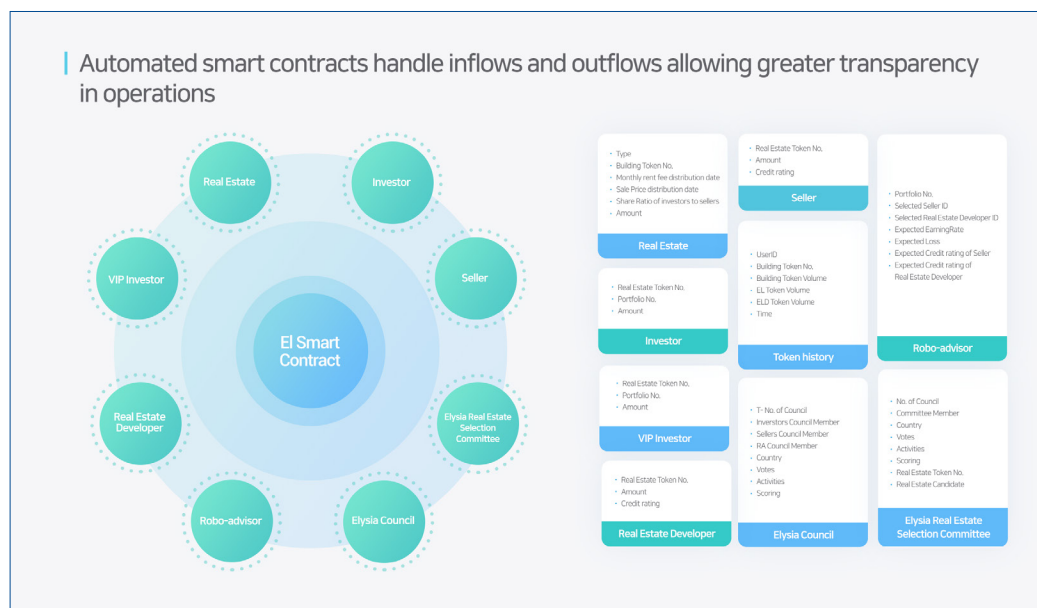 Automated smart contracts handle inflows and outflows allowing greater transparency
in operations
Real Estate
Investor
VIP Investor
Seller
El Smart
Contract
Real Estate
Developer
Elysia Real Estate
Selection
Committee
Robo-advisor
Elysia Council
• Type
• Building Token No.
• Monthly rent fee distribution date
• Sale Price distribution date
• Share Ratio of investors to sellers
• Amount
Real Estate
• Real Estate Token No.
• Portfolio No.
• Amount
Investor
• Real Estate Token No.
• Portfolio No.
• Amount
VIP Investor
• Real Estate Token No.
• Amount
• Credit rating
Real Estate Developer
• Real Estate Token No.
• Amount
• Credit rating
Seller
• UserID
• Building Token No.
• Building Token Volume
• EL Token Volume
• ELD Token Volume
• Time
Token history
• T- No. of Council
• Inverstors Council Member
• Sellers Council Member
• RA Council Member
• Country
• Votes
• Activities
• Scoring
Elysia Council
• Portfolio No.
• Selected Seller ID
• Selected Real Estate Developer ID
• Expected EarningRate
• Expected Loss
• Expected Credit rating of Seller
• Expected Credit rating of
Real Estate Developer
Robo-advisor
• No. of Council
• Committee Member
• Country
• Votes
• Activities
• Scoring
• Real Estate Token No.
• Real Estate Candidate
Elysia Real Estate
Selection Committee